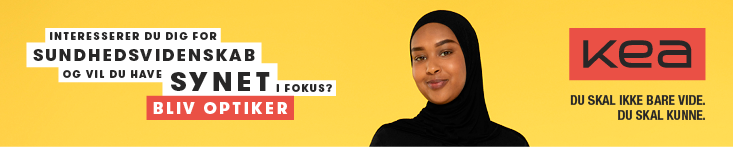 INTERESSERER DU DIG FOR
SUNDHEDSVIDENSKAB
OG VIL DU HAVE SYNET I FOKUS?
BLIV OPTIKER
kea
DU SKAL IKKE BARE VIDE.
DU SKAL KUNNE.